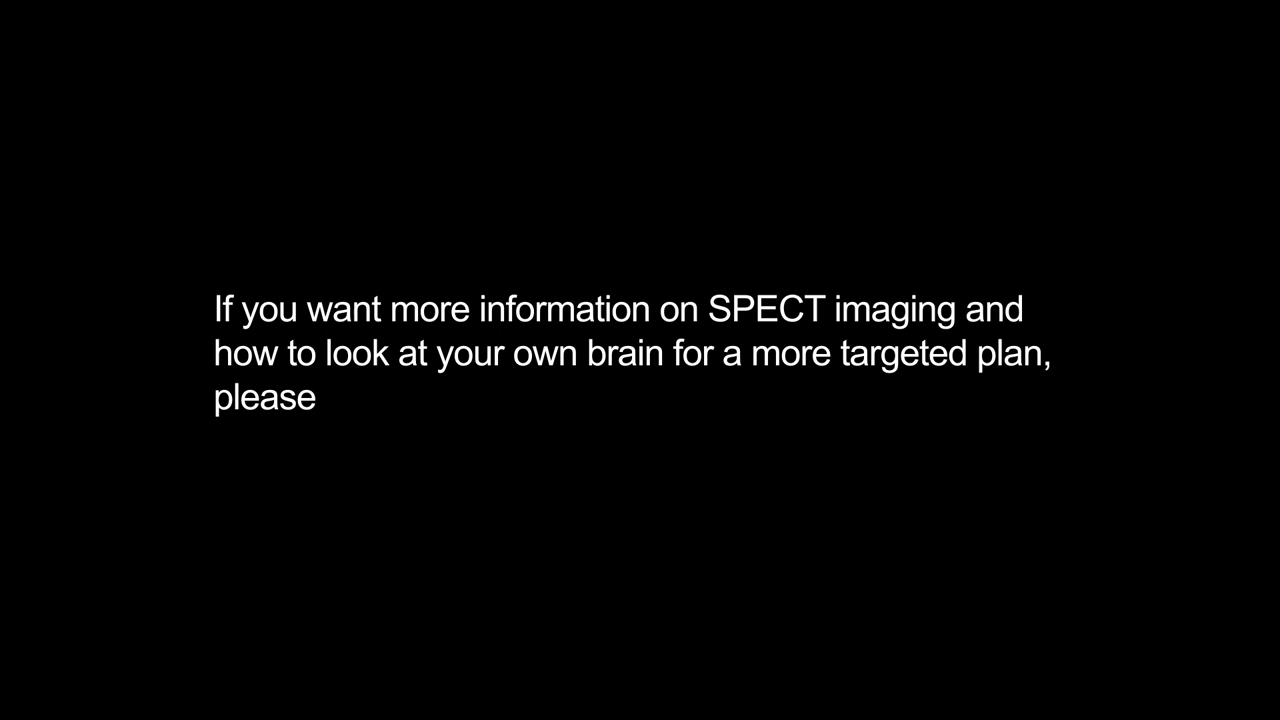 If you want more information on SPECT imaging and
how to look at your own brain for a more targeted plan,
please